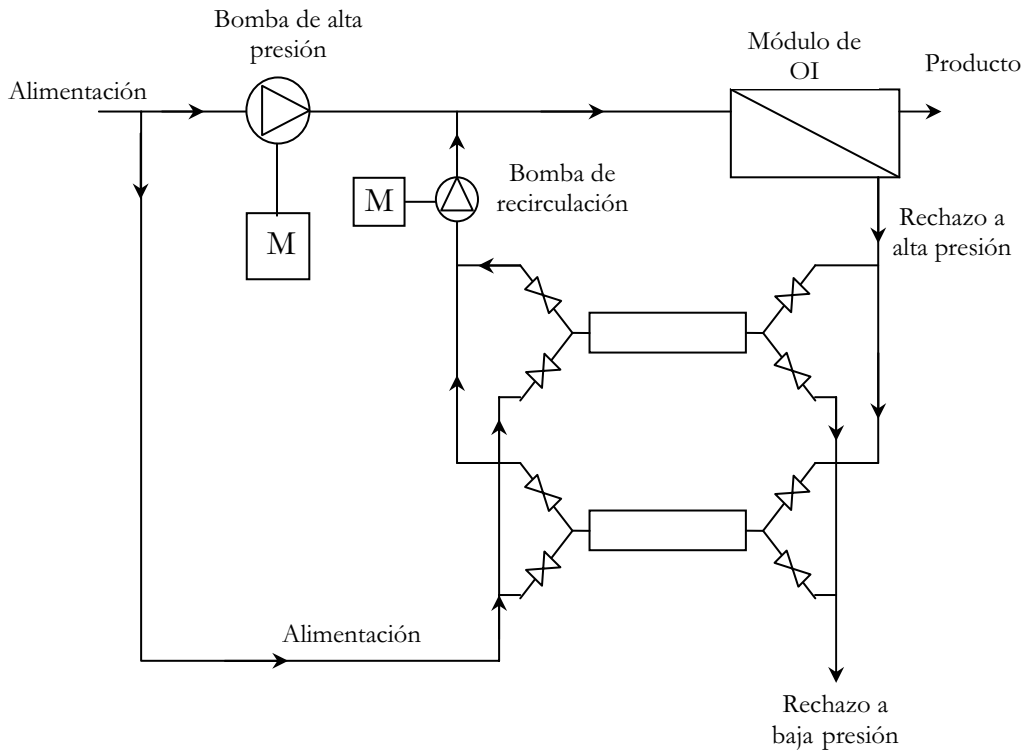 Bomba de alta
presión
Módulo de
OI
Producto
Alimentación
Bomba de
recirculación
M
M
Rechazo a
alta presión
Alimentación
Rechazo a
baja presión